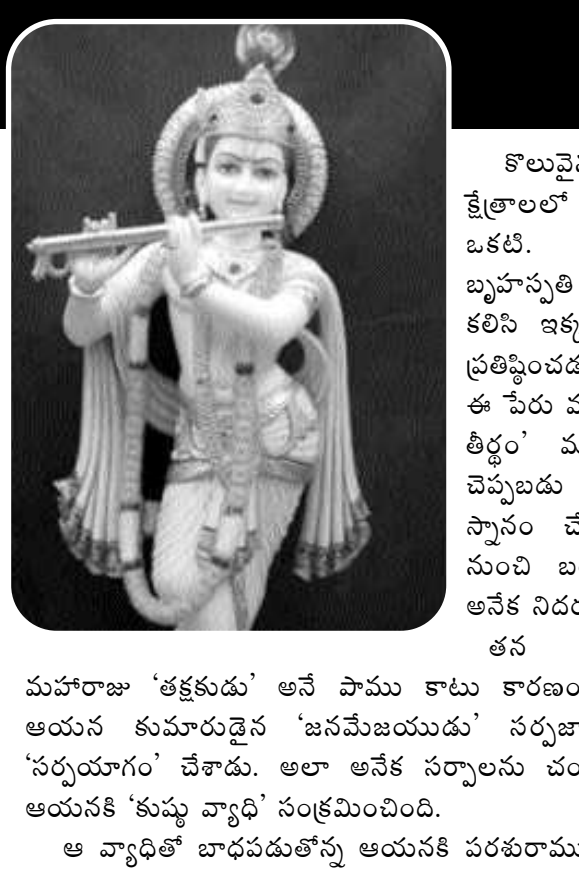 కొలువైన
క్షేత్రాలలో
ఒకటి.
బృహస్పతి
కలిసి ఇక్క
ప్రతిష్ఠించడ
ఈ పేరు
తీర్థం'
చెప్పబడు
స్నానం చే
నుంచి
అనేక నిదర
తన
మహారాజు 'తక్షకుడు' అనే పాము కాటు కారణం
ఆయన కుమారుడైన 'జనమేజయుడు' సర్పజా
'సర్పయాగం' చేశాడు. అలా అనేక సర్పాలను చం
ఆయనకి 'కుష్ఠు వ్యాధి' సంక్రమించింది.
ఆ వ్యాధితో బాధపడుతోన్న ఆయనకి పరశురాము